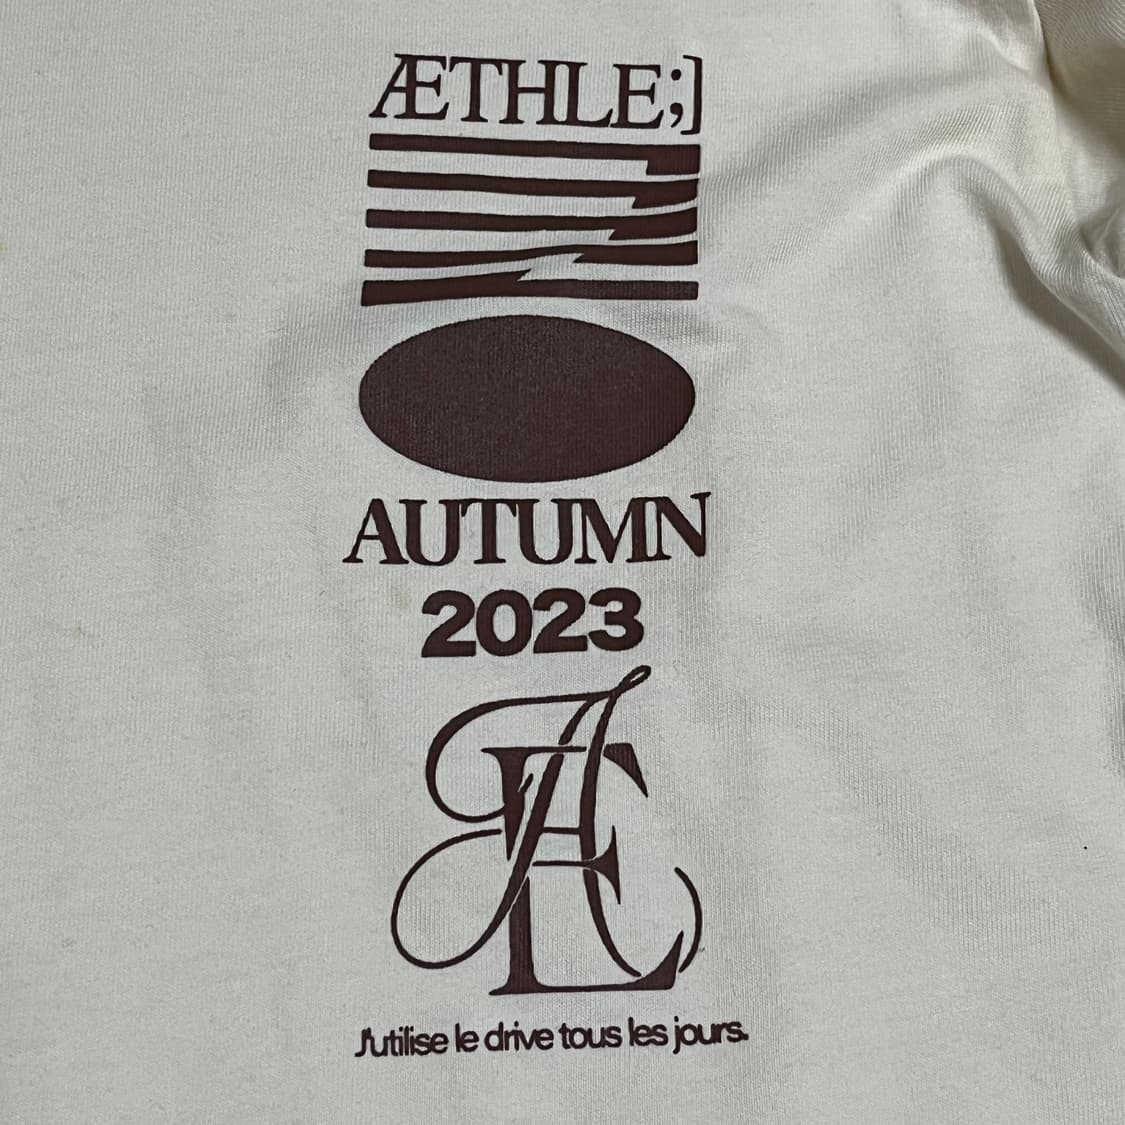 ÆTHLE;]
AUTUMN
2023
Æ
J'utilise le drive tous les jours.